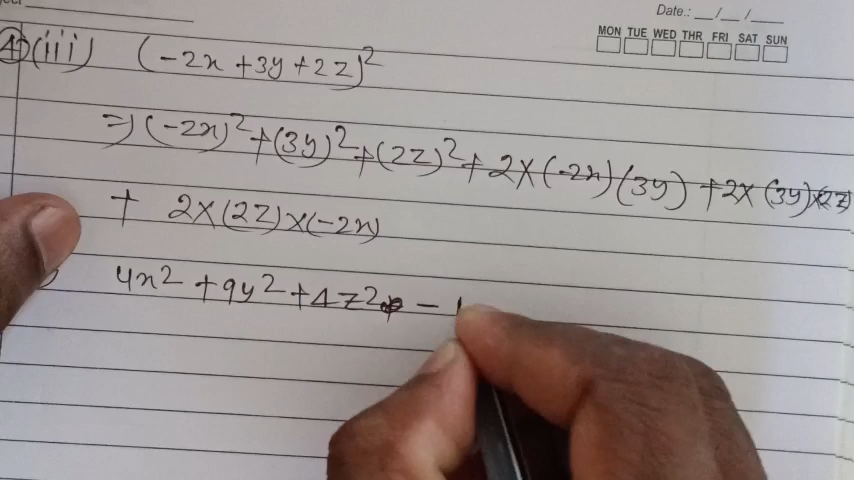 Date.: __/__/____
MON TUE WED THR FRI SAT SUN
(iii) (-2x +3y +2z)²
⇒ (-2x)² + (3y)² + (2z)² + 2×(-2x)(3y) + 2×(3y)×(2z)
+ 2×(2z)×(-2x)
4x² +9y² +4z² -